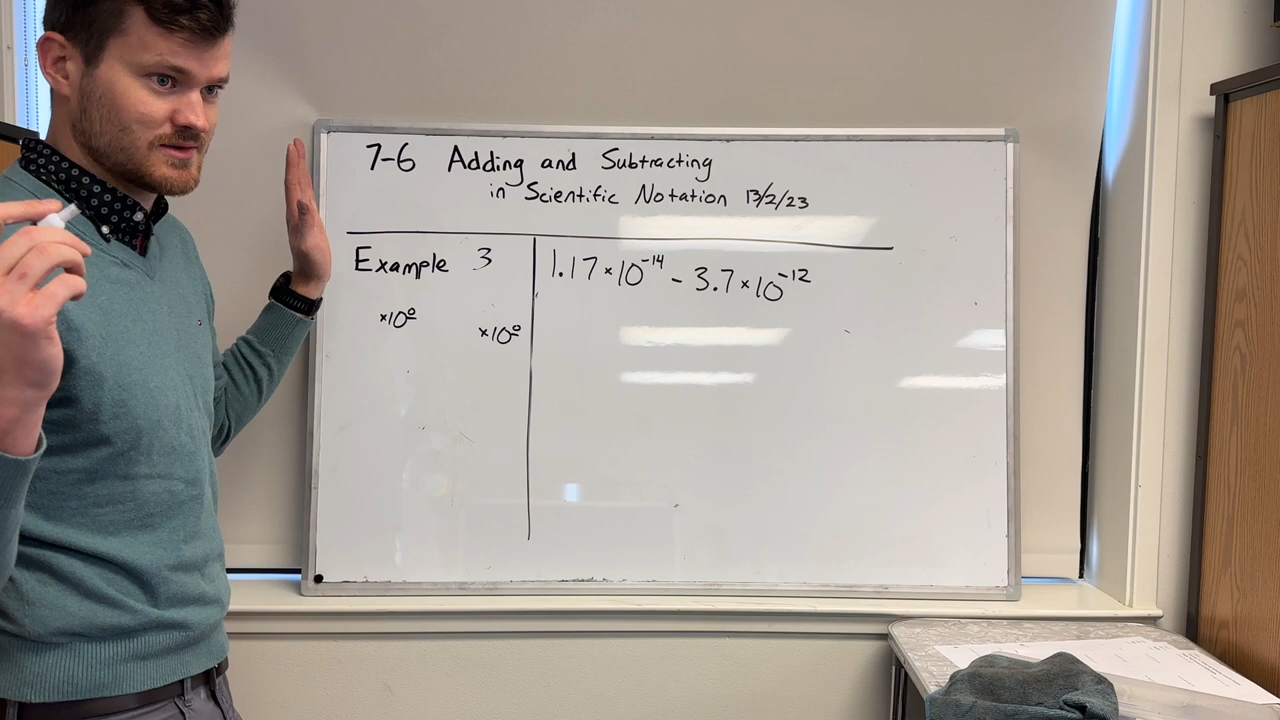 7-6 Adding and Subtracting
in Scientific Notation 13/2/23
Example 3
1.17×10⁻¹⁴ - 3.7×10⁻¹²
×10⁰
×10⁰